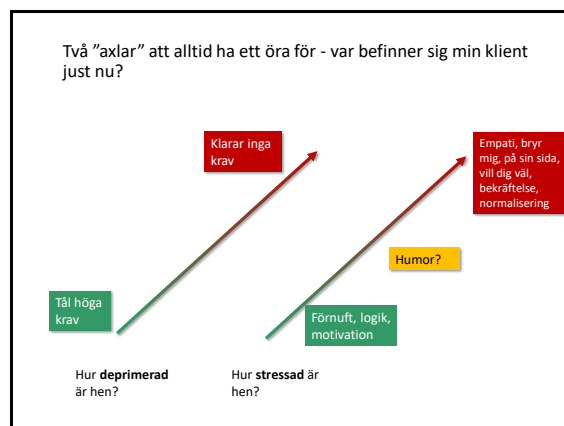 Två ”axlar” att alltid ha ett öra för - var befinner sig min klient
just nu?
Klarar inga
krav
Empati, bryr
mig, på sin sida,
vill dig väl,
bekräftelse,
normalisering
Humor?
Tål höga
krav
Förnuft, logik,
motivation
Hur deprimerad
är hen?
Hur stressad är
hen?